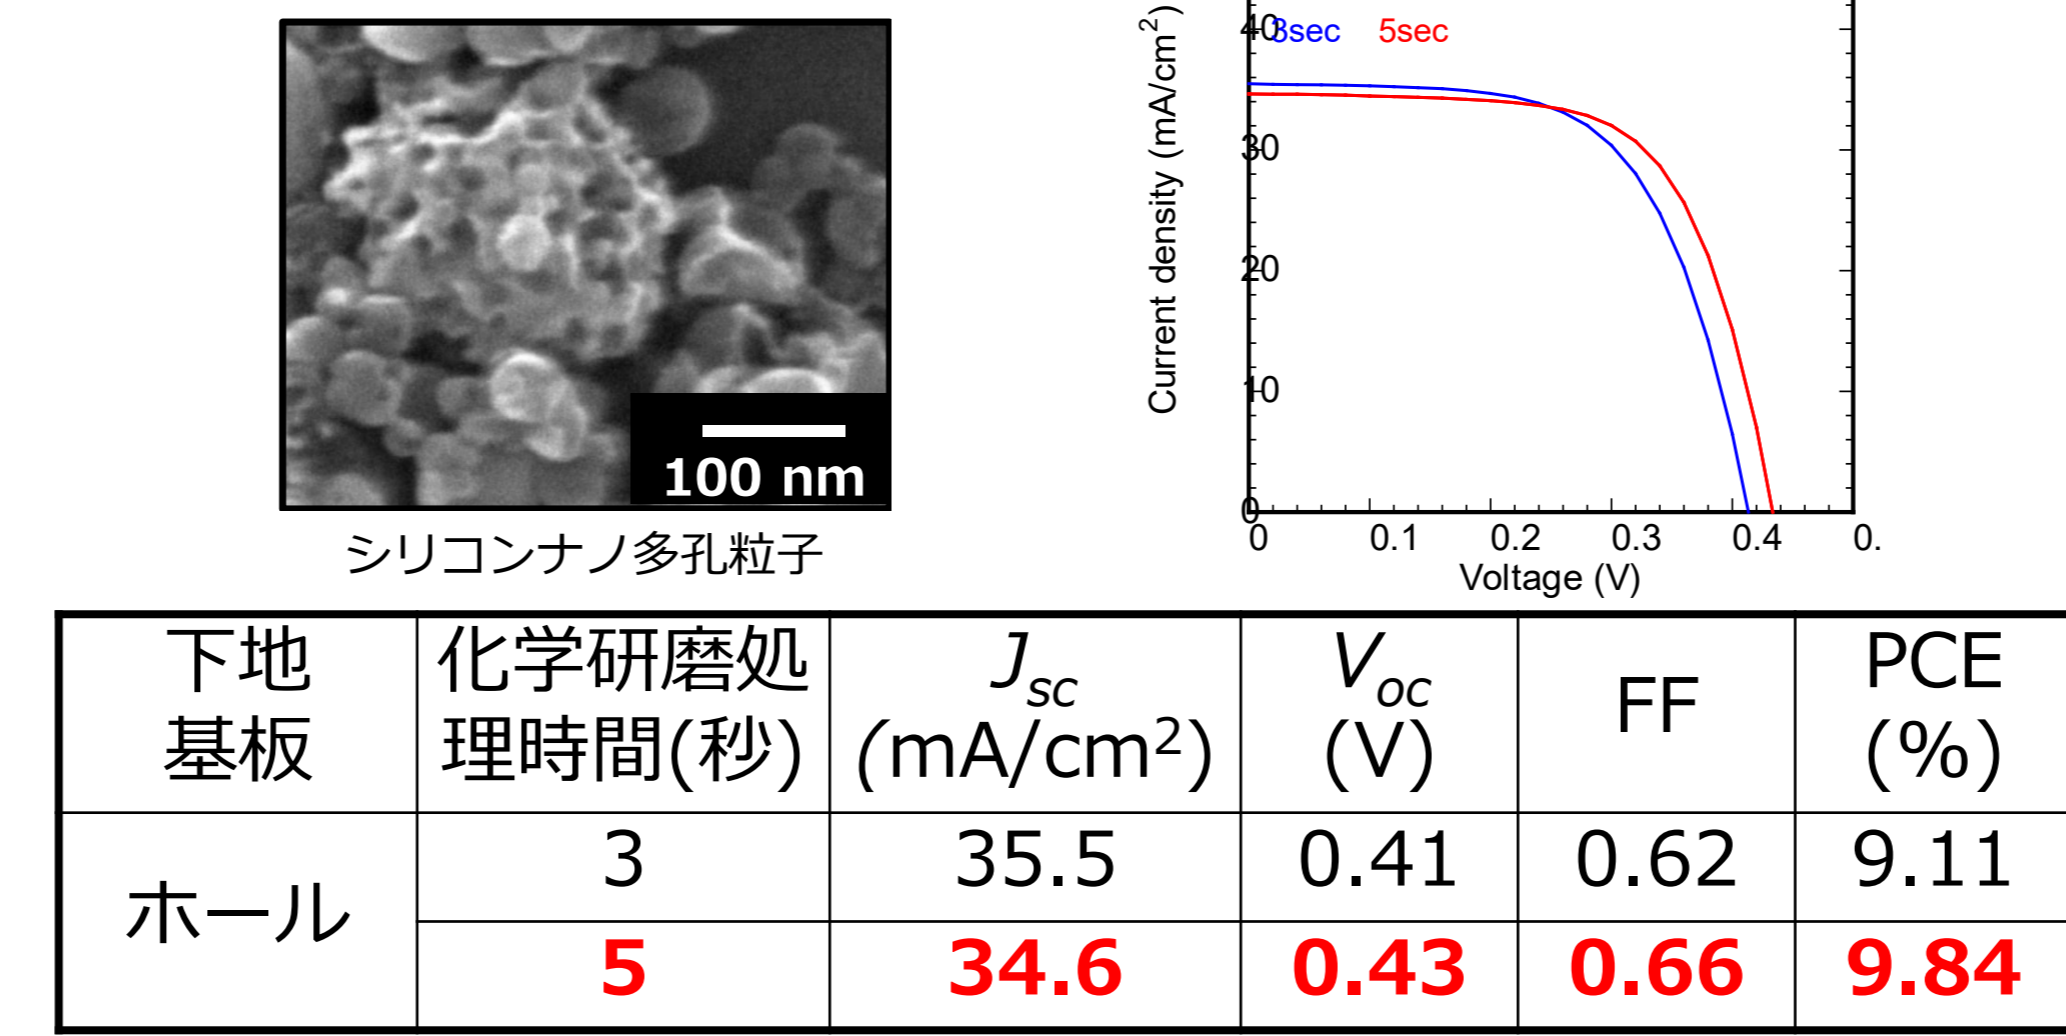 100 nm
シリコンナノ多孔粒子
Current density (mA/cm²)
3sec 5sec
40
30
20
10
0
0 0.1 0.2 0.3 0.4 0.
Voltage (V)
下地
基板
化学研磨処
理時間(秒)
Jsc
(mA/cm²)
Voc
(V)
FF
PCE
(%)
ホール
3 35.5 0.41 0.62 9.11
5 34.6 0.43 0.66 9.84